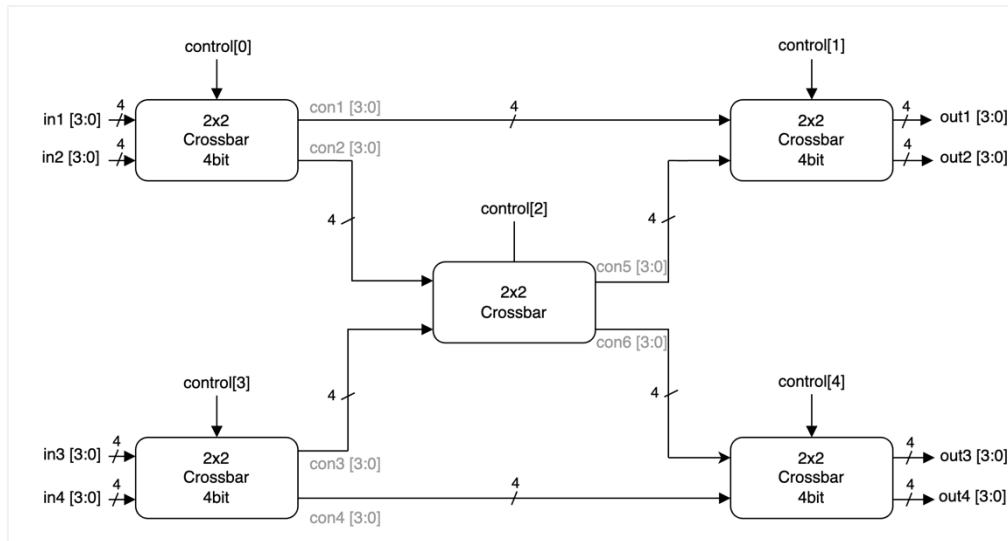 control[0]
control[1]
in1 [3:0]
4
in2 [3:0]
4
2x2
Crossbar
4bit
con1 [3:0]
con2 [3:0]
4
2x2
Crossbar
4bit
4
out1 [3:0]
4
out2 [3:0]
4
control[2]
4
2x2
Crossbar
con5 [3:0]
con6 [3:0]
control[3]
4
4
control[4]
in3 [3:0]
4
in4 [3:0]
4
2x2
Crossbar
4bit
con3 [3:0]
con4 [3:0]
4
2x2
Crossbar
4bit
4
out3 [3:0]
4
out4 [3:0]